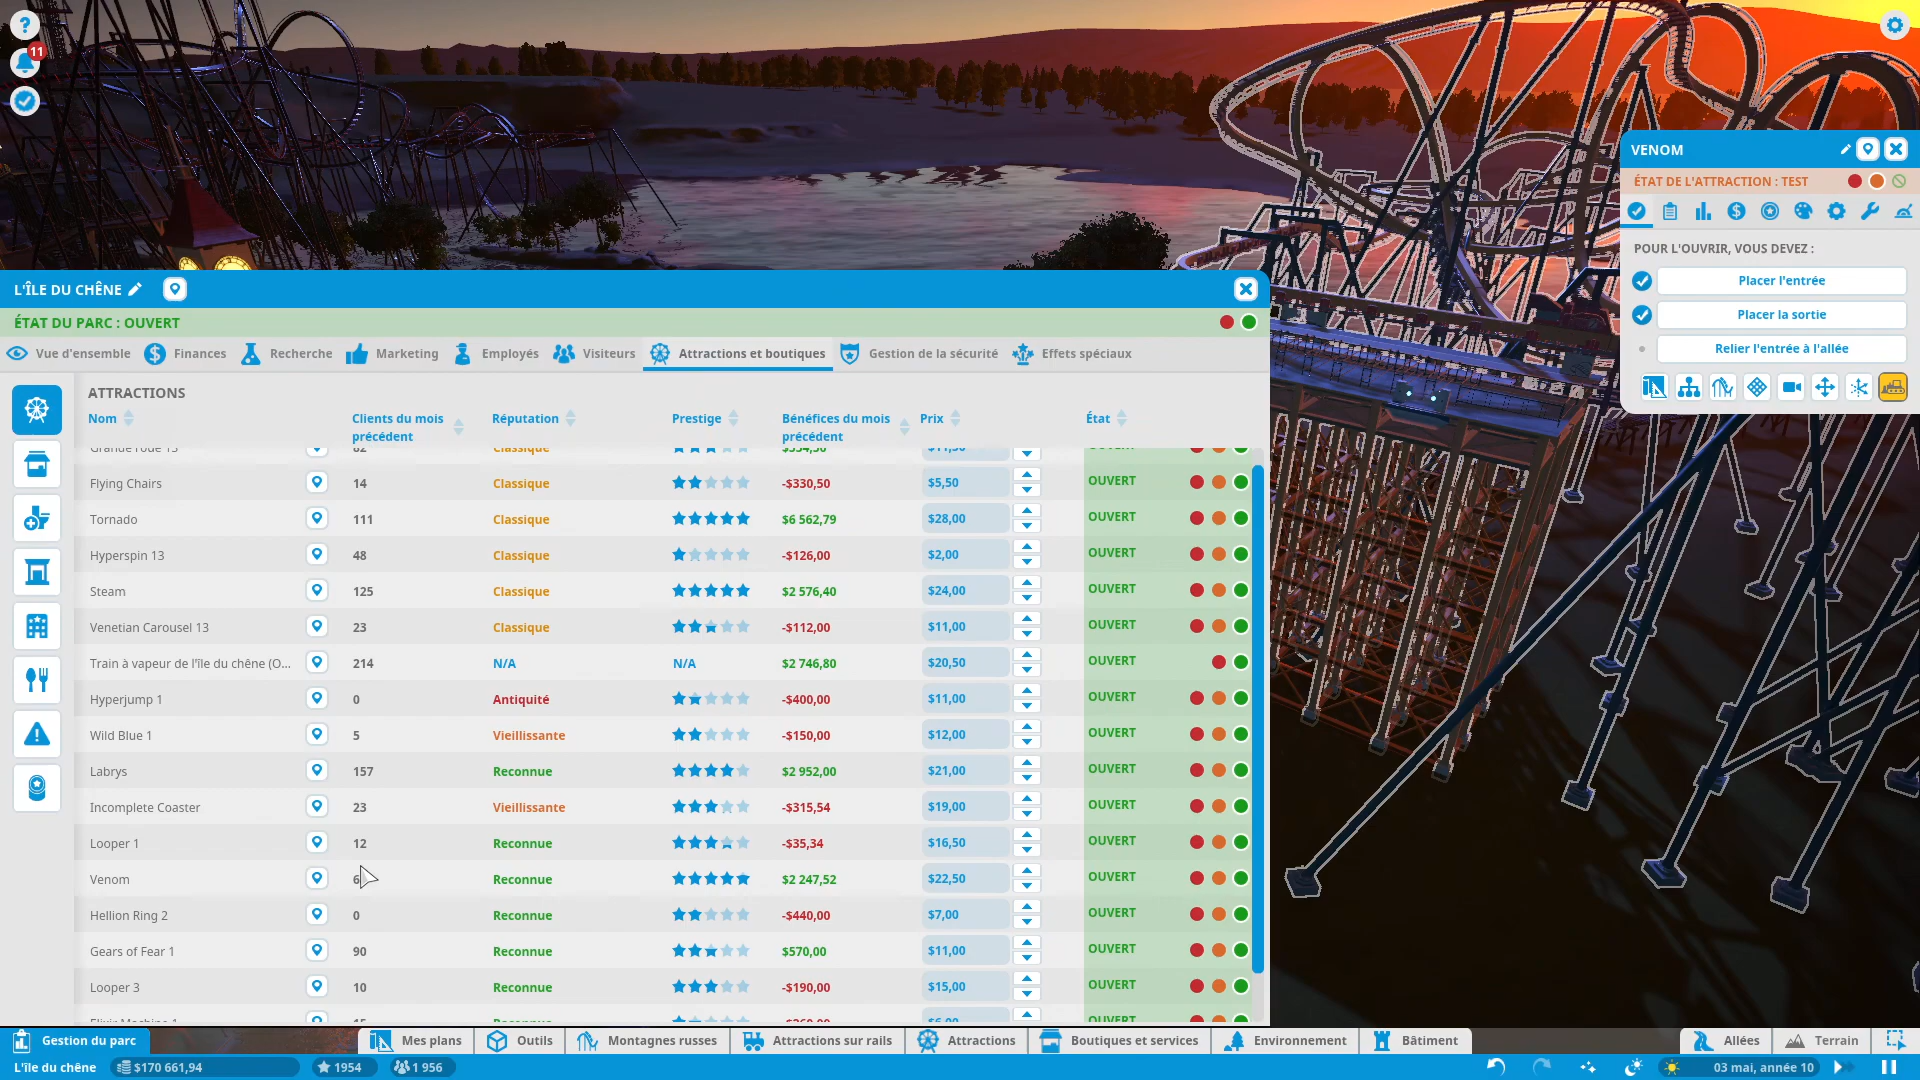 11
VENOM
ÉTAT DE L'ATTRACTION : TEST
POUR L'OUVRIR, VOUS DEVEZ :
Placer l'entrée
Placer la sortie
Relier l'entrée à l'allée
L'ÎLE DU CHÊNE
ÉTAT DU PARC : OUVERT
Vue d'ensemble Finances Recherche Marketing Employés Visiteurs Attractions et boutiques Gestion de la sécurité Effets spéciaux
ATTRACTIONS
Nom Clients du mois précédent Réputation Prestige Bénéfices du mois précédent Prix État
Flying Chairs 14 Classique -$330,50 $5,50 OUVERT
Tornado 111 Classique $6 562,79 $28,00 OUVERT
Hyperspin 13 48 Classique -$126,00 $2,00 OUVERT
Steam 125 Classique $2 576,40 $24,00 OUVERT
Venetian Carousel 13 23 Classique -$112,00 $11,00 OUVERT
Train à vapeur de l'île du chêne (O... 214 N/A N/A $2 746,80 $20,50 OUVERT
Hyperjump 1 0 Antiquité -$400,00 $11,00 OUVERT
Wild Blue 1 5 Vieillissante -$150,00 $12,00 OUVERT
Labrys 157 Reconnue $2 952,00 $21,00 OUVERT
Incomplete Coaster 23 Vieillissante -$315,54 $19,00 OUVERT
Looper 1 12 Reconnue -$35,34 $16,50 OUVERT
Venom Reconnue $2 247,52 $22,50 OUVERT
Hellion Ring 2 0 Reconnue -$440,00 $7,00 OUVERT
Gears of Fear 1 90 Reconnue $570,00 $11,00 OUVERT
Looper 3 10 Reconnue -$190,00 $15,00 OUVERT
Gestion du parc Mes plans Outils Montagnes russes Attractions sur rails Attractions Boutiques et services Environnement Bâtiment Allées Terrain
L'île du chêne $170 661,94 1954 1 956 03 mai, année 10